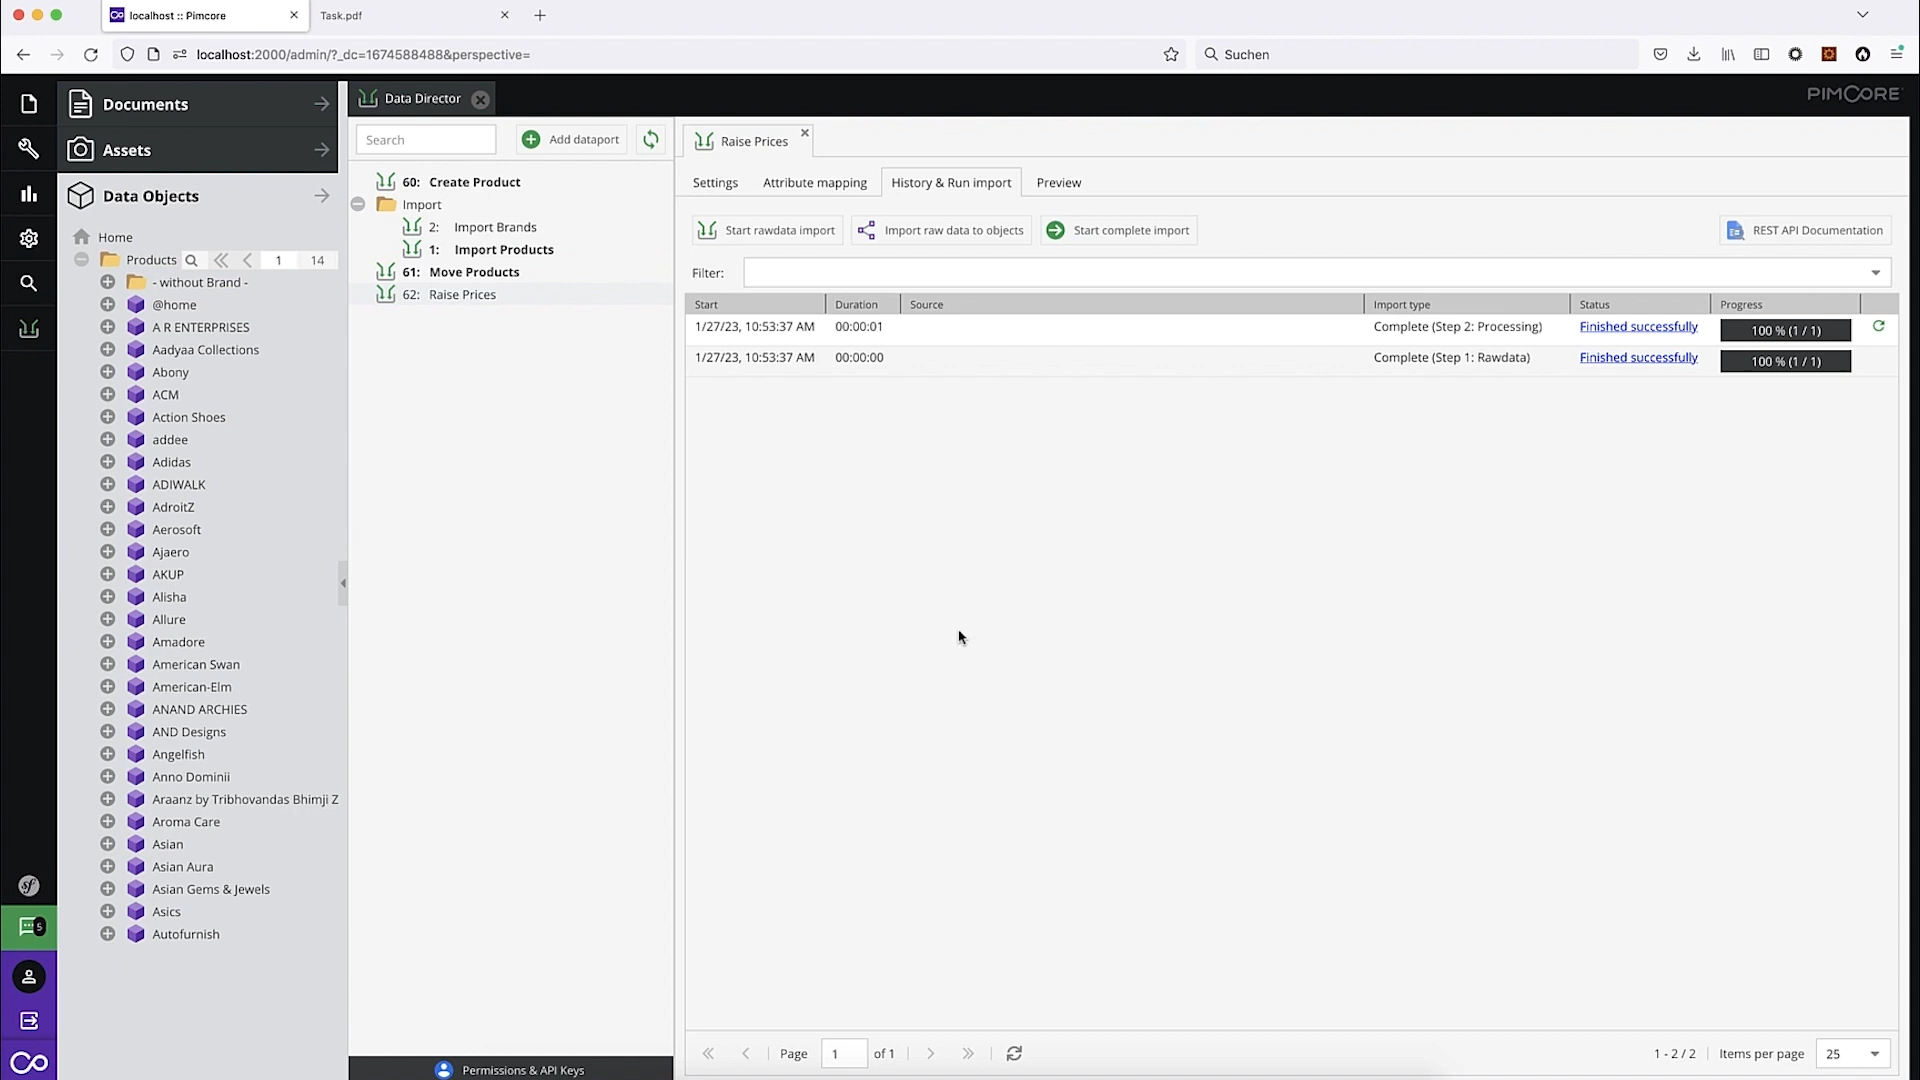 localhost :: Pimcore
Task.pdf
localhost:2000/admin/?_dc=1674588488&perspective=
Suchen
PIMCORE
Documents
Assets
Data Objects
Home
Products
1
14
- without Brand -
@home
A R ENTERPRISES
Aadyaa Collections
Abony
ACM
Action Shoes
addee
Adidas
ADIWALK
AdroitZ
Aerosoft
Ajaero
AKUP
Alisha
Allure
Amadore
American Swan
American-Elm
ANAND ARCHIES
AND Designs
Angelfish
Anno Dominii
Araanz by Tribhovandas Bhimji Z
Aroma Care
Asian
Asian Aura
Asian Gems & Jewels
Asics
Autofurnish
sf
5
Data Director
Search
Add dataport
60: Create Product
Import
2: Import Brands
1: Import Products
61: Move Products
62: Raise Prices
Permissions & API Keys
Raise Prices
Settings
Attribute mapping
History & Run import
Preview
Start rawdata import
Import raw data to objects
Start complete import
REST API Documentation
Filter:
Start Duration Source Import type Status Progress
1/27/23, 10:53:37 AM 00:00:01 Complete (Step 2: Processing) Finished successfully 100 % (1 / 1)
1/27/23, 10:53:37 AM 00:00:00 Complete (Step 1: Rawdata) Finished successfully 100 % (1 / 1)
Page 1 of 1
1 - 2 / 2
Items per page 25